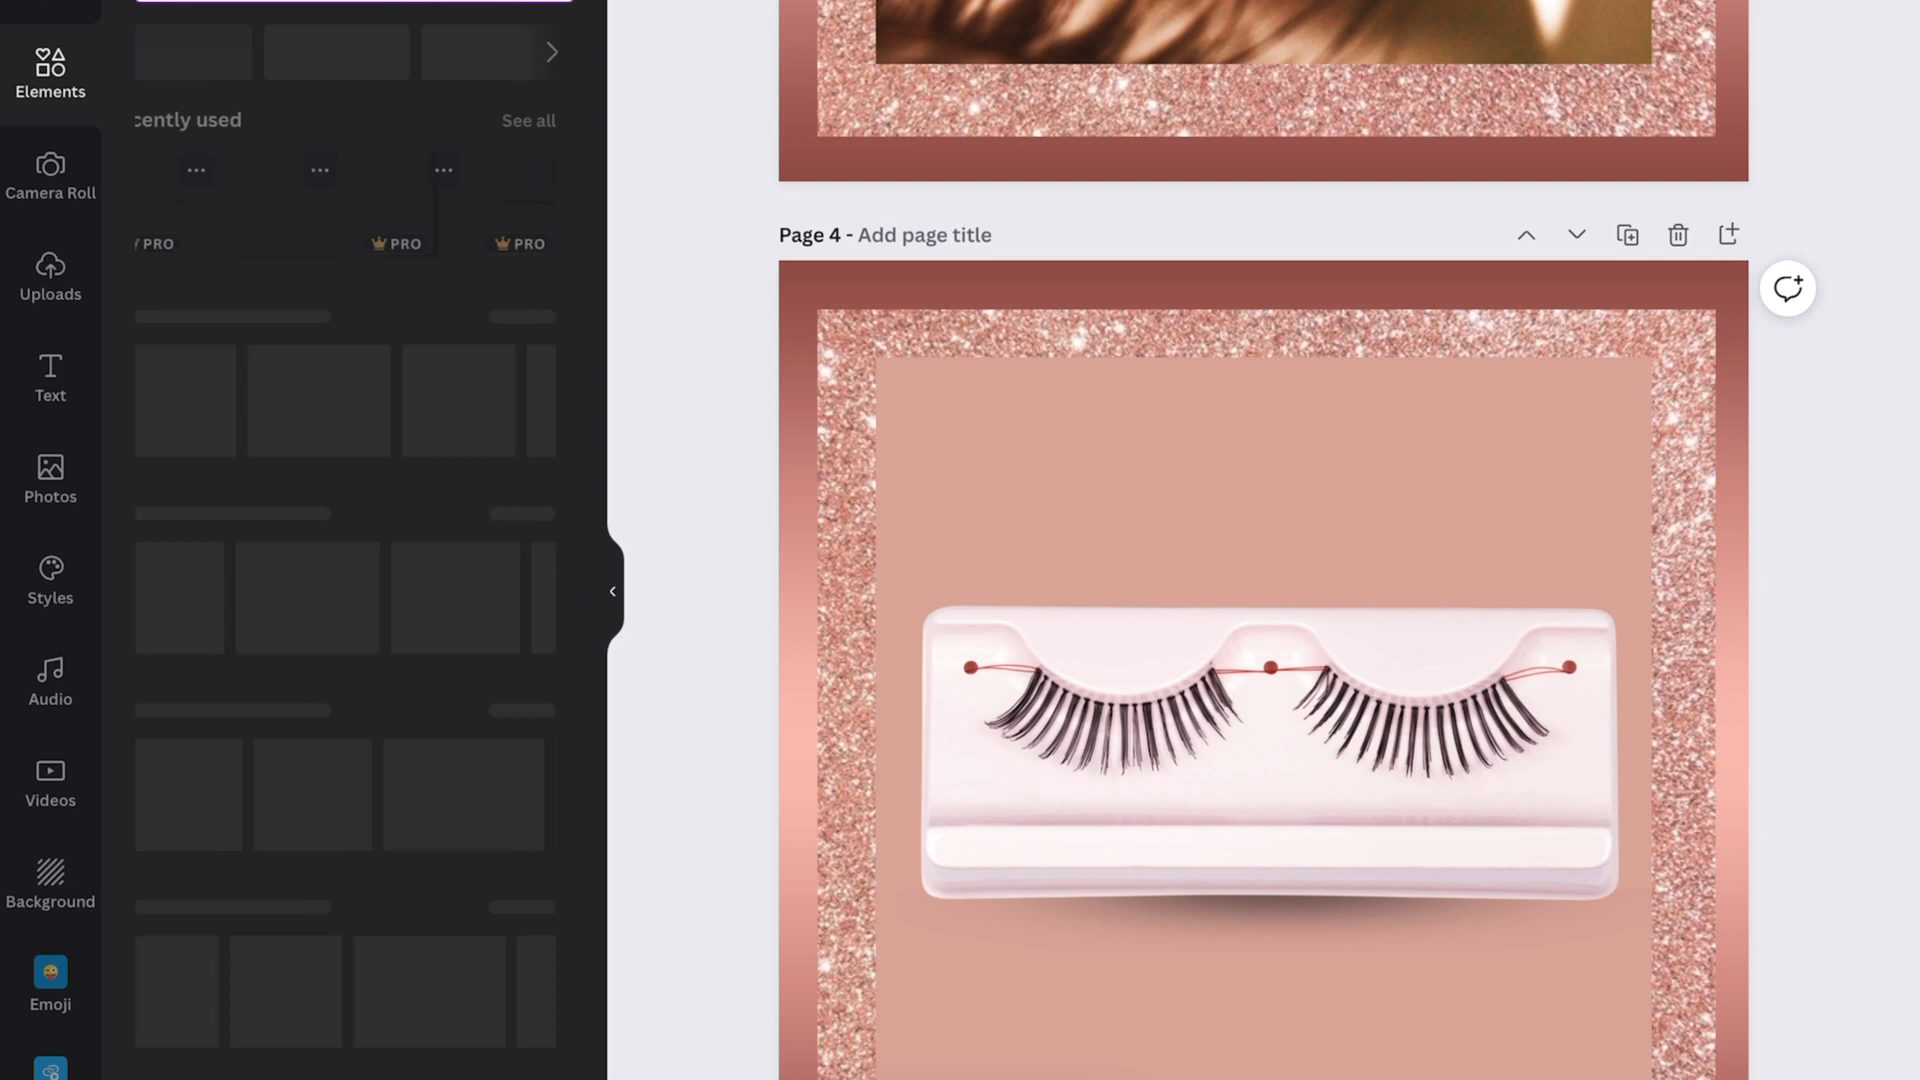 Elements
Camera Roll
Uploads
Text
Photos
Styles
Audio
Videos
Background
Emoji
cently used
See all
PRO
PRO
PRO
Page 4 - Add page title